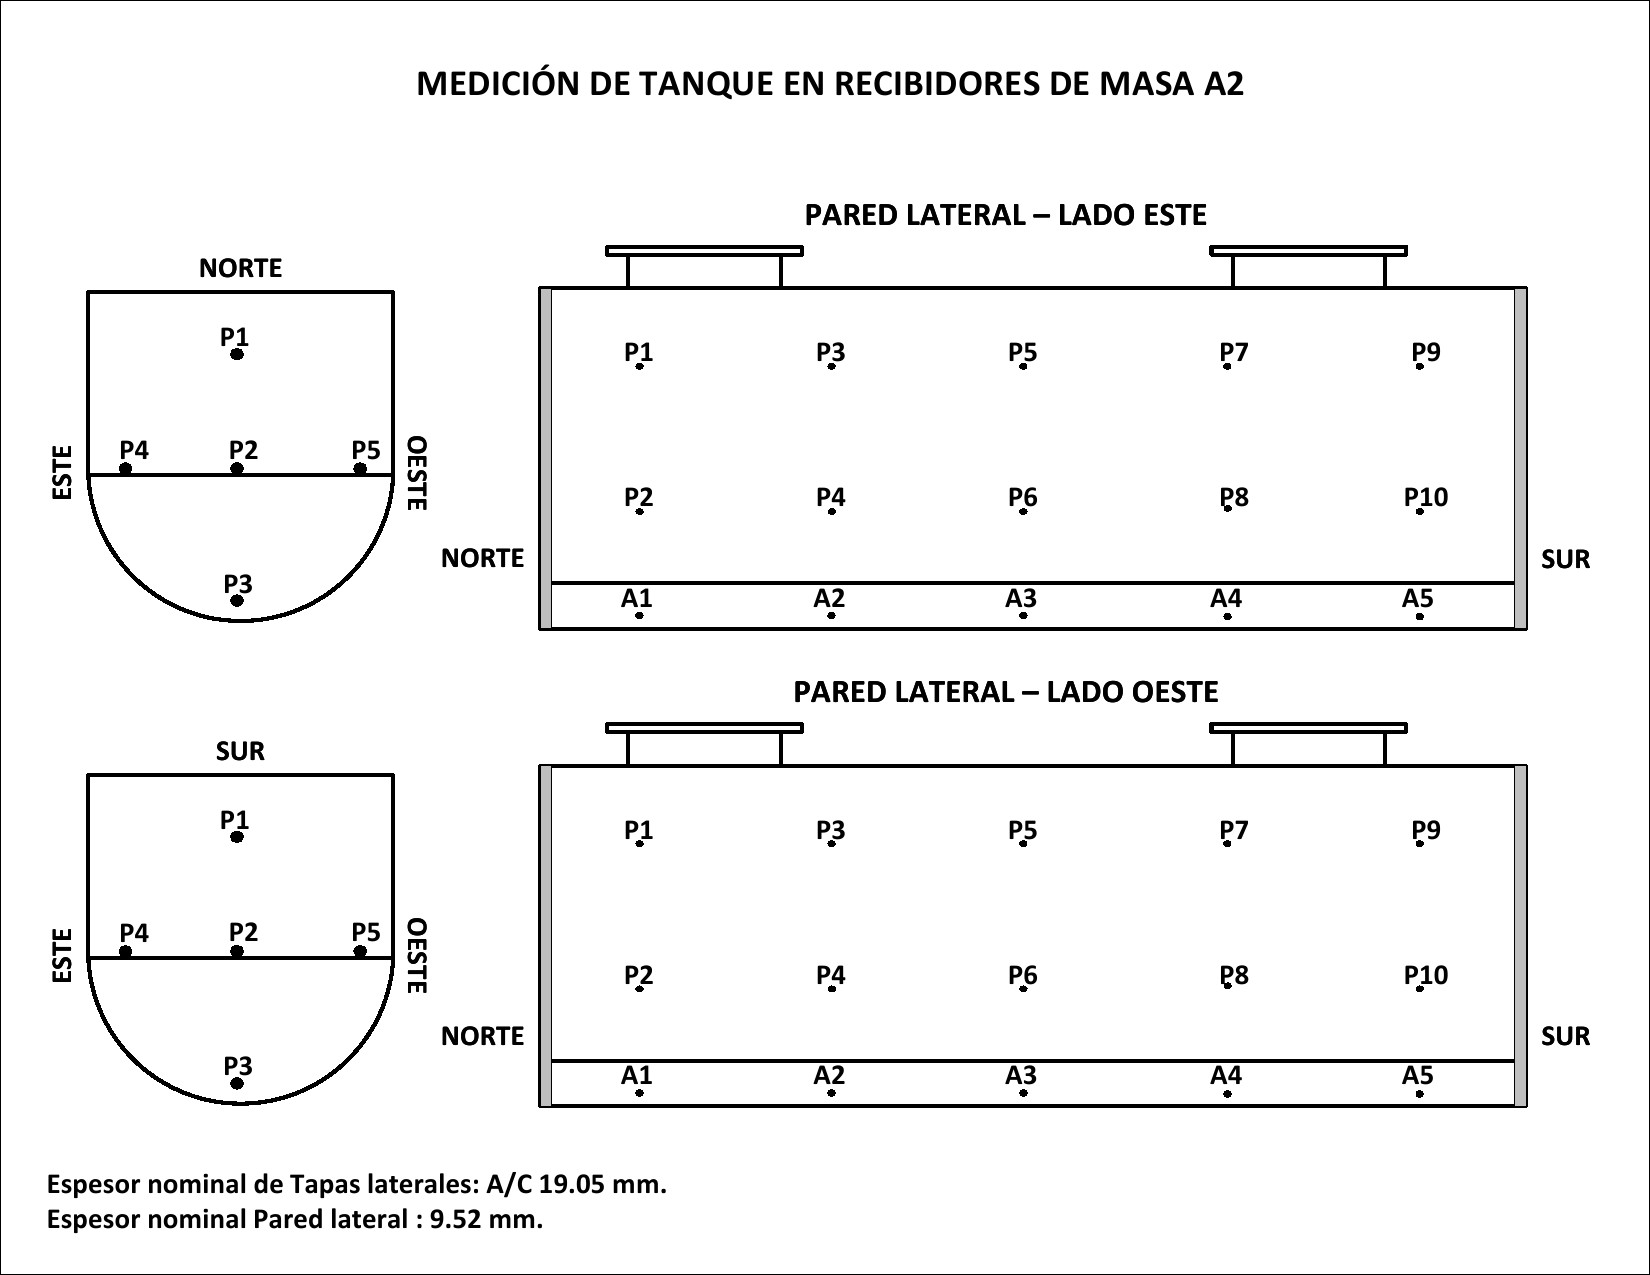 MEDICIÓN DE TANQUE EN RECIBIDORES DE MASA A2
PARED LATERAL – LADO ESTE
NORTE
P1
P4 P2 P5
ESTE
OESTE
P3
P1 P3 P5 P7 P9
P2 P4 P6 P8 P10
NORTE
SUR
A1 A2 A3 A4 A5
PARED LATERAL – LADO OESTE
SUR
P1
P4 P2 P5
ESTE
OESTE
P3
P1 P3 P5 P7 P9
P2 P4 P6 P8 P10
NORTE
SUR
A1 A2 A3 A4 A5
Espesor nominal de Tapas laterales: A/C 19.05 mm.
Espesor nominal Pared lateral : 9.52 mm.